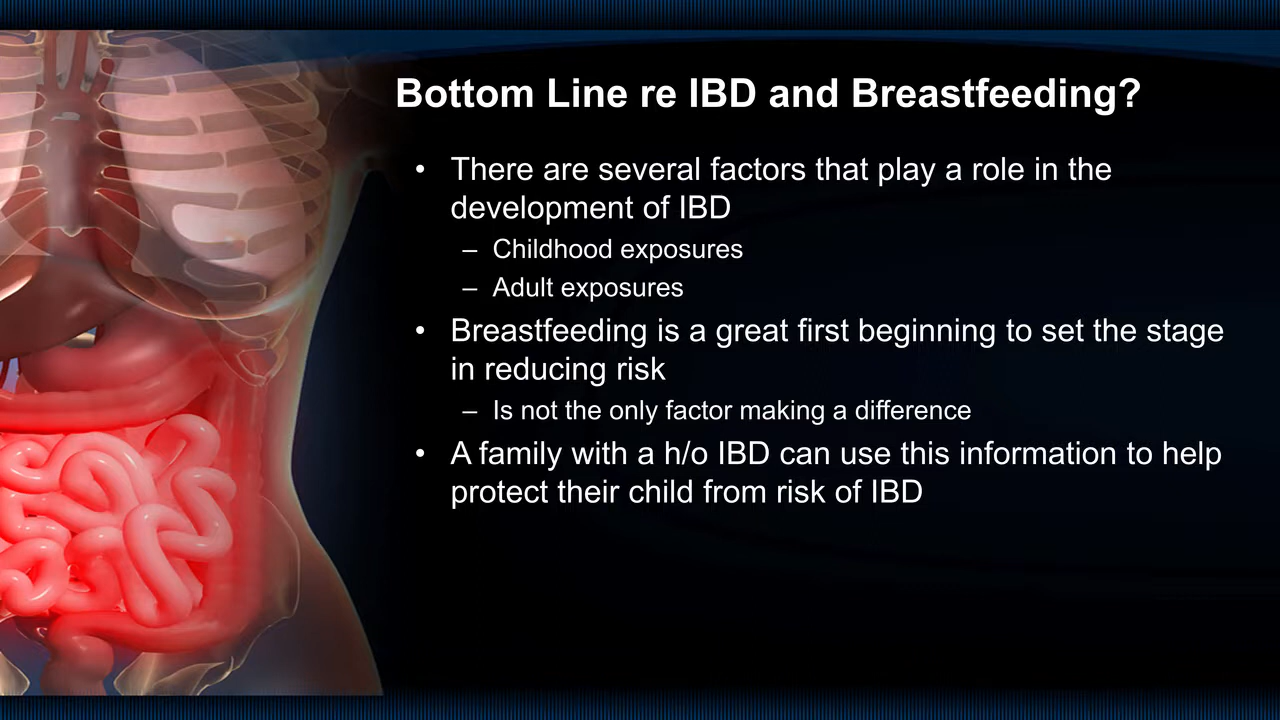 Bottom Line re IBD and Breastfeeding?
• There are several factors that play a role in the
development of IBD
– Childhood exposures
– Adult exposures
• Breastfeeding is a great first beginning to set the stage
in reducing risk
– Is not the only factor making a difference
• A family with a h/o IBD can use this information to help
protect their child from risk of IBD